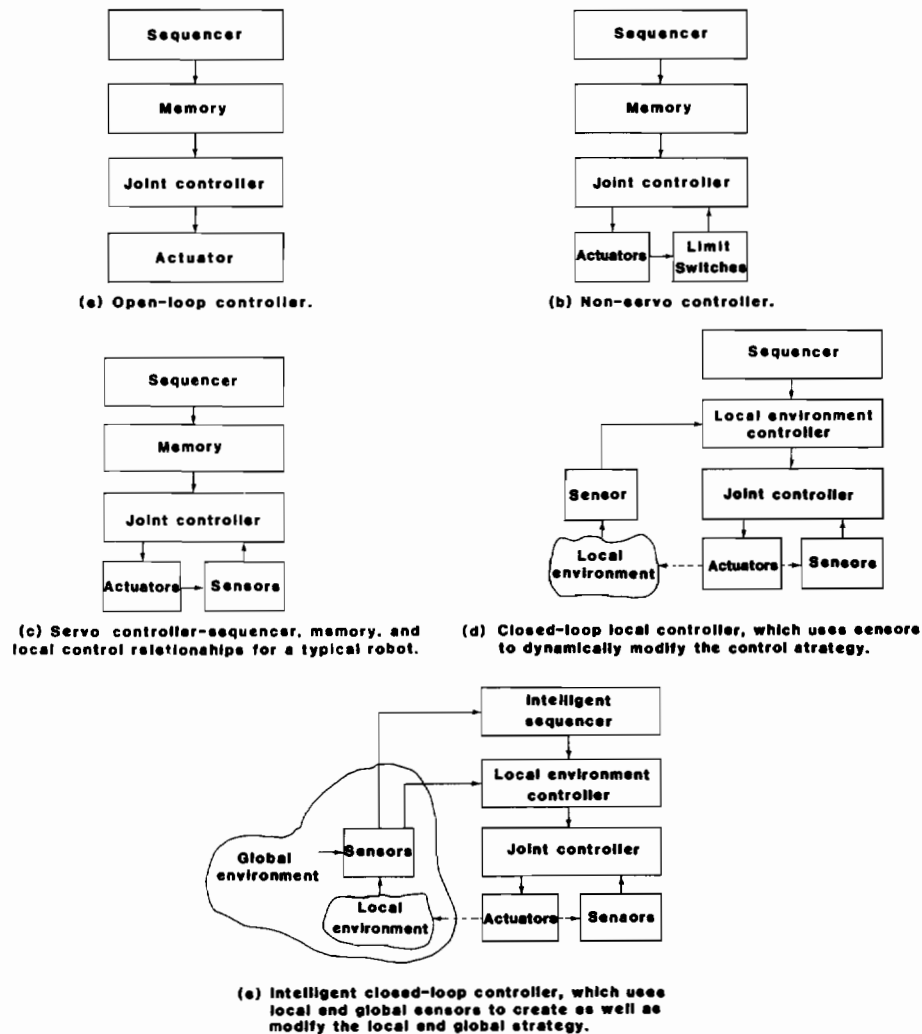 Sequencer
Memory
Joint controller
Actuator
(a) Open-loop controller.
Sequencer
Memory
Joint controller
Actuators
Limit
Switches
(b) Non-servo controller.
Sequencer
Memory
Joint controller
Actuators
Sensors
(c) Servo controller-sequencer, memory, and
local control relationships for a typical robot.
Sequencer
Local environment
controller
Sensor
Joint controller
Local
environment
Actuators
Sensors
(d) Closed-loop local controller, which uses sensors
to dynamically modify the control strategy.
Intelligent
sequencer
Local environment
controller
Global
environment
Sensors
Joint controller
Local
environment
Actuators
Sensors
(e) Intelligent closed-loop controller, which uses
local end global sensors to create as well as
modify the local end global strategy.